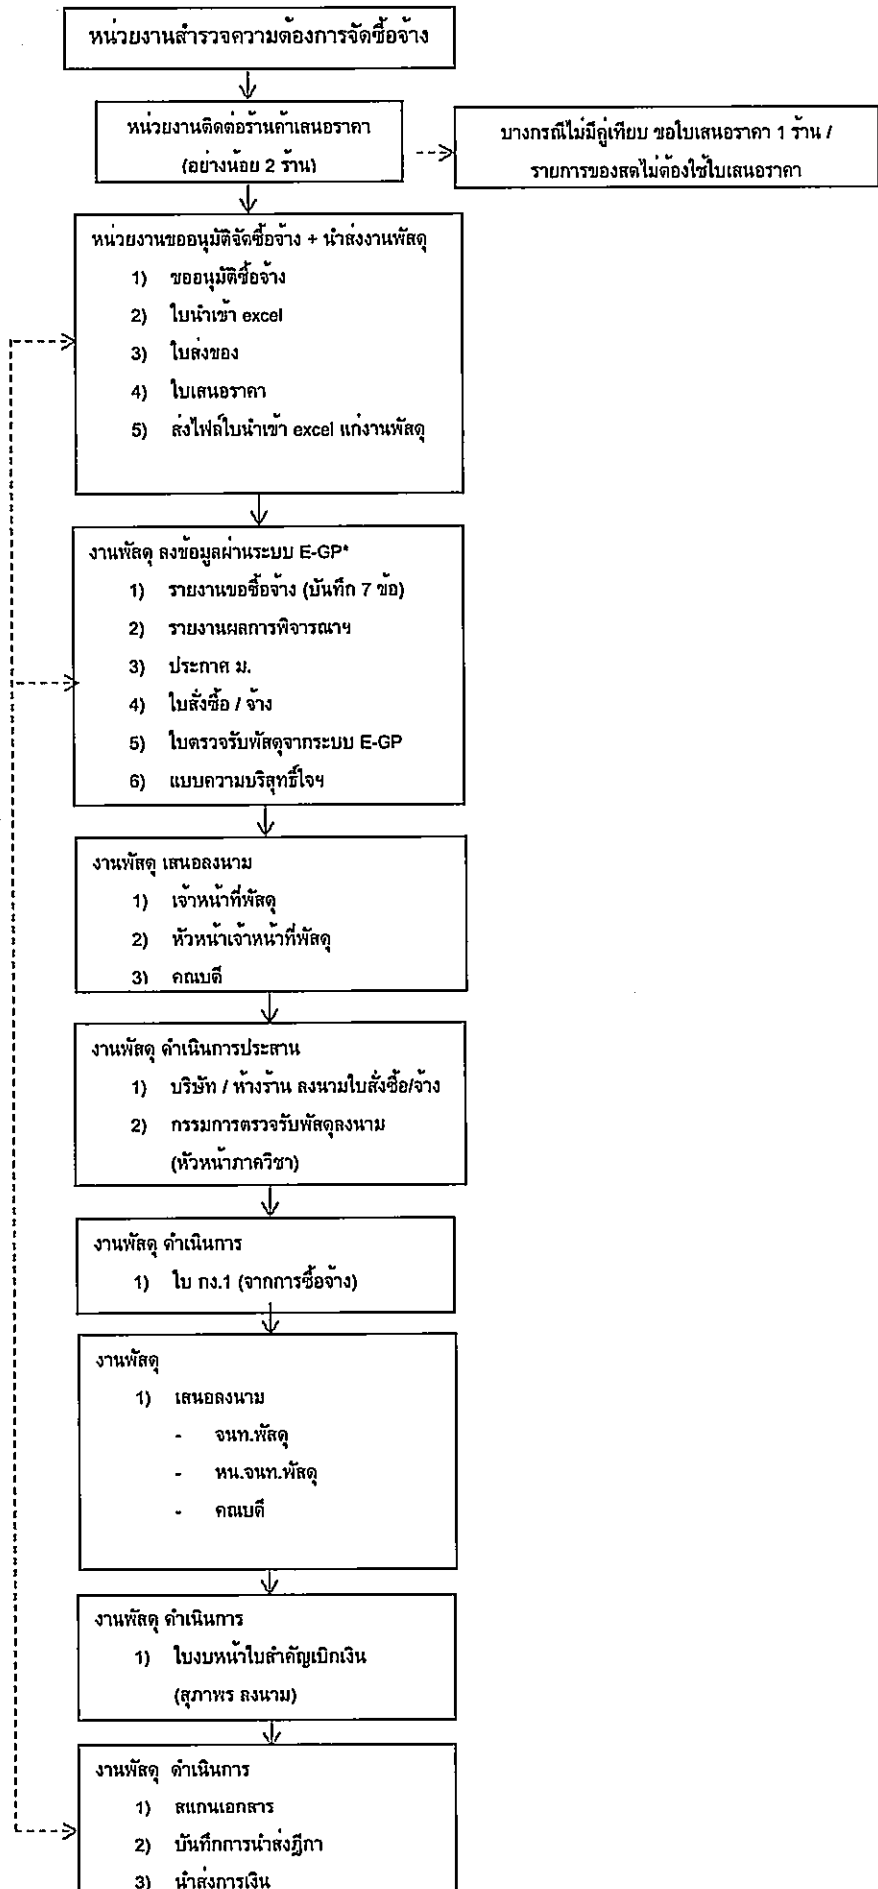 หน่วยงานสำรวจความต้องการจัดซื้อจ้าง
หน่วยงานติดต่อร้านค้าเสนอราคา
(อย่างน้อย 2 ร้าน)
บางกรณีไม่มีคู่เทียบ ขอใบเสนอราคา 1 ร้าน /
รายการของสดไม่ต้องใช้ใบเสนอราคา
หน่วยงานขออนุมัติจัดซื้อจ้าง + นำส่งงานพัสดุ
1) ขออนุมัติซื้อจ้าง
2) ใบนำเข้า excel
3) ใบส่งของ
4) ใบเสนอราคา
5) ส่งไฟล์ใบนำเข้า excel แก่งานพัสดุ
งานพัสดุ ลงข้อมูลผ่านระบบ E-GP*
1) รายงานขอซื้อจ้าง (บันทึก 7 ข้อ)
2) รายงานผลการพิจารณาฯ
3) ประกาศ ม.
4) ใบสั่งซื้อ / จ้าง
5) ใบตรวจรับพัสดุจากระบบ E-GP
6) แบบความบริสุทธิ์ใจฯ
งานพัสดุ เสนอลงนาม
1) เจ้าหน้าที่พัสดุ
2) หัวหน้าเจ้าหน้าที่พัสดุ
3) คณบดี
งานพัสดุ ดำเนินการประสาน
1) บริษัท / ห้างร้าน ลงนามใบสั่งซื้อ/จ้าง
2) กรรมการตรวจรับพัสดุลงนาม
(หัวหน้าภาควิชา)
งานพัสดุ ดำเนินการ
1) ใบ กง.1 (จากการซื้อจ้าง)
งานพัสดุ
1) เสนอลงนาม
- จนท.พัสดุ
- หน.จนท.พัสดุ
- คณบดี
งานพัสดุ ดำเนินการ
1) ใบงบหน้าใบสำคัญเบิกเงิน
(สุภาพร ลงนาม)
งานพัสดุ ดำเนินการ
1) สแกนเอกสาร
2) บันทึกการนำส่งฎีกา
3) นำส่งการเงิน